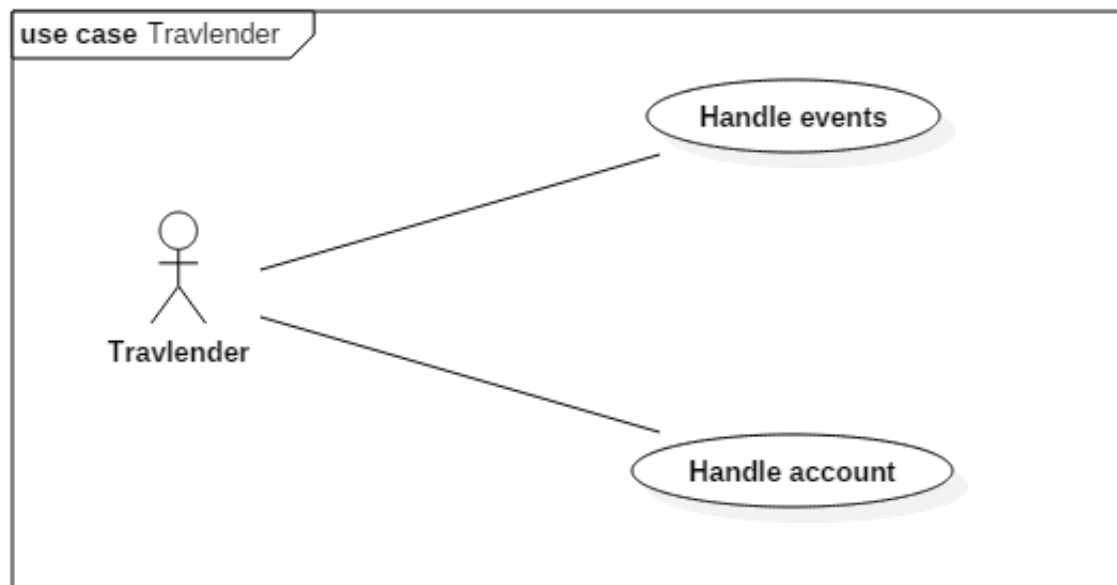 use case Travlender
Handle events
Travlender
Handle account